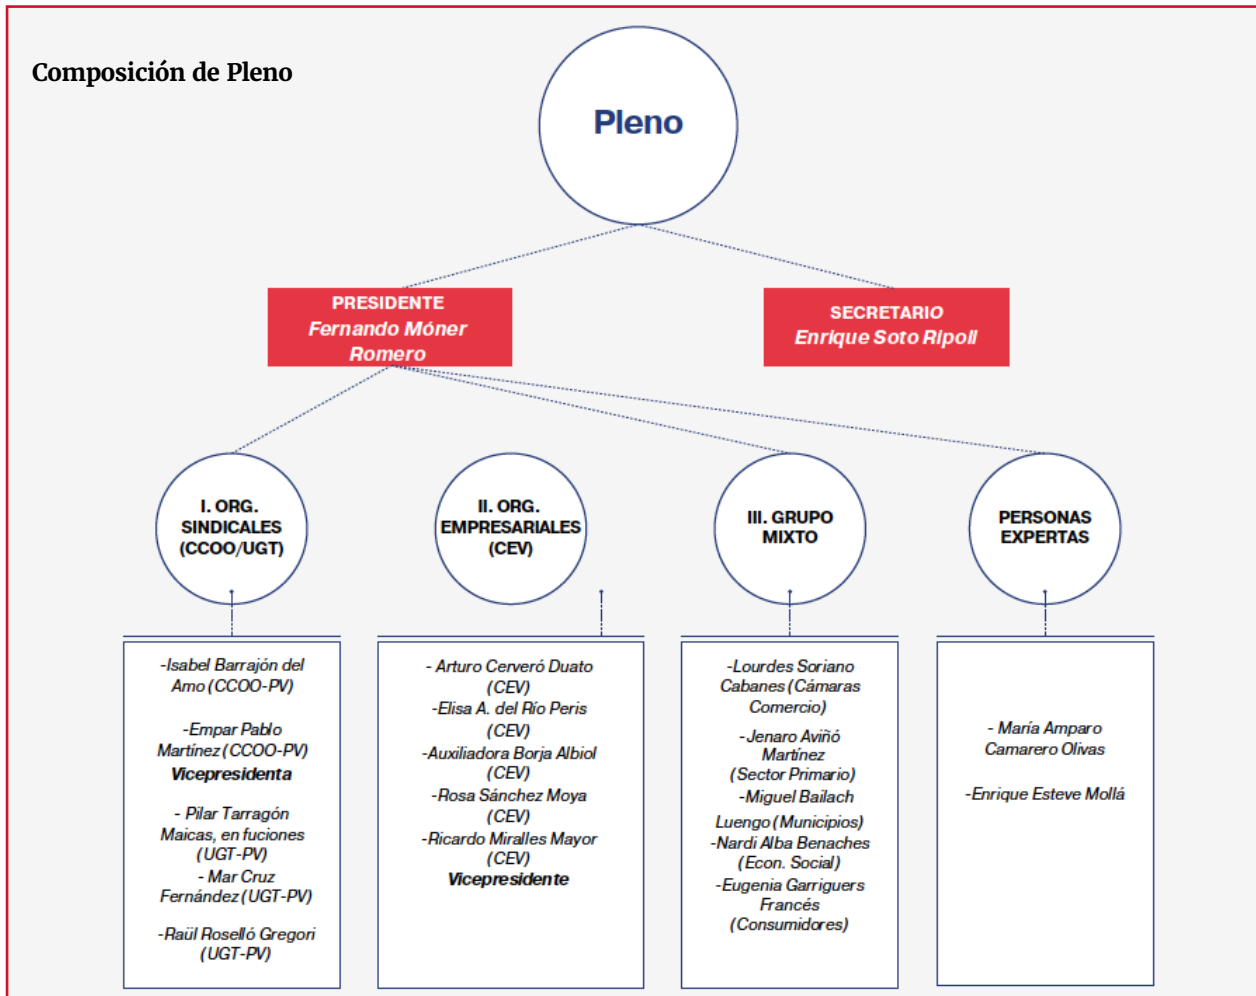 Composición de Pleno
Pleno
PRESIDENTE
Fernando Móner
Romero
SECRETARIO
Enrique Soto Ripoll
I. ORG.
SINDICALES
(CCOO/UGT)
II. ORG.
EMPRESARIALES
(CEV)
III. GRUPO
MIXTO
PERSONAS
EXPERTAS
-Isabel Barrajón del
Amo (CCOO-PV)
-Empar Pablo
Martínez (CCOO-PV)
Vicepresidenta
- Pilar Tarragón
Maicas, en fuciones
(UGT-PV)
- Mar Cruz
Fernández (UGT-PV)
-Raül Roselló Gregori
(UGT-PV)
- Arturo Cerveró Duato
(CEV)
-Elisa A. del Río Peris
(CEV)
-Auxiliadora Borja Albiol
(CEV)
-Rosa Sánchez Moya
(CEV)
-Ricardo Miralles Mayor
(CEV)
Vicepresidente
-Lourdes Soriano
Cabanes (Cámaras
Comercio)
-Jenaro Aviñó
Martínez
(Sector Primario)
-Miguel Bailach
Luengo (Municipios)
-Nardi Alba Benaches
(Econ. Social)
-Eugenia Garriguers
Francés
(Consumidores)
- María Amparo
Camarero Olivas
-Enrique Esteve Mollá